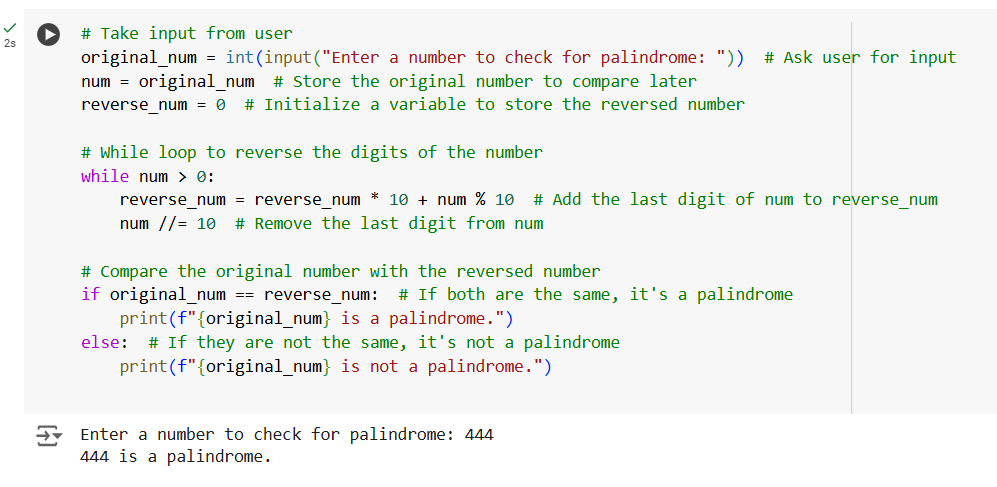 # Take input from user
2s
original_num = int(input("Enter a number to check for palindrome: "))  # Ask user for input
num = original_num  # Store the original number to compare later
reverse_num = 0  # Initialize a variable to store the reversed number
# While loop to reverse the digits of the number
while num > 0:
    reverse_num = reverse_num * 10 + num % 10  # Add the last digit of num to reverse_num
    num //= 10  # Remove the last digit from num
# Compare the original number with the reversed number
if original_num == reverse_num:  # If both are the same, it's a palindrome
    print(f"{original_num} is a palindrome.")
else:  # If they are not the same, it's not a palindrome
    print(f"{original_num} is not a palindrome.")
Enter a number to check for palindrome: 444
444 is a palindrome.